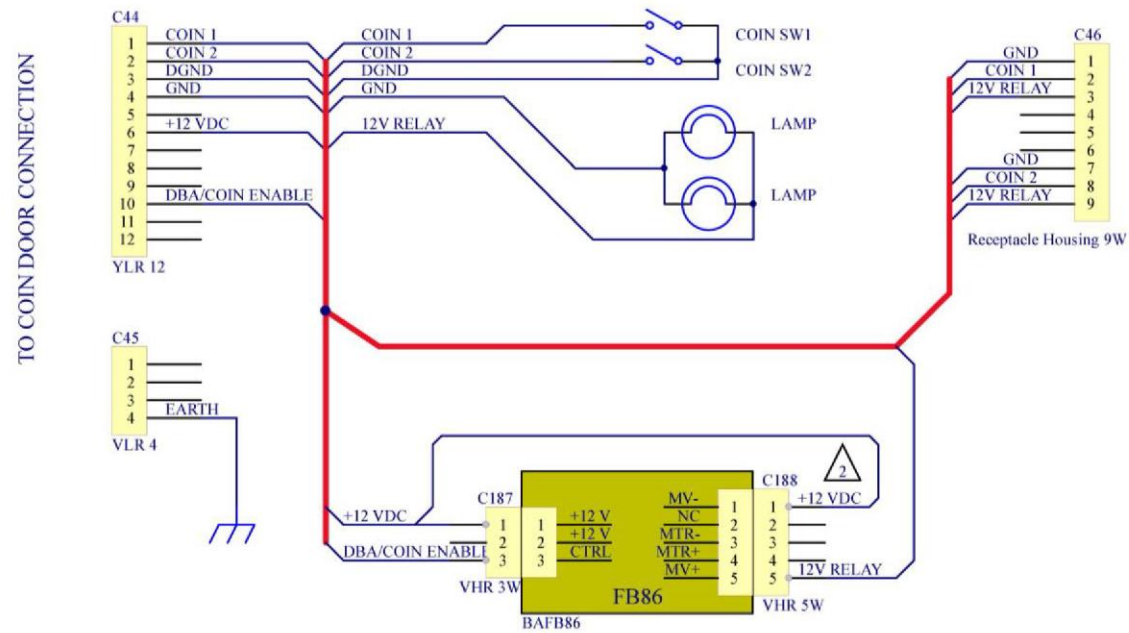 TO COIN DOOR CONNECTION
C44
1 COIN 1
2 COIN 2
3 DGND
4 GND
5
6 +12 VDC
7
8
9
10 DBA/COIN ENABLE
11
12
YLR 12
COIN 1
COIN 2
DGND
GND
12V RELAY
COIN SW1
COIN SW2
LAMP
LAMP
C46
GND 1
COIN 1 2
12V RELAY 3
4
5
6
GND 7
COIN 2 8
12V RELAY 9
Receptacle Housing 9W
C45
1
2
3
4 EARTH
VLR 4
2
C187
+12 VDC 1 1 +12 V
2 2 +12 V
DBA/COIN ENABLE 3 3 CTRL
VHR 3W
C188
MV- 1 1 +12 VDC
NC 2 2
MTR- 3 3
MTR+ 4 4
MV+ 5 5 12V RELAY
VHR 5W
FB86
BAFB86